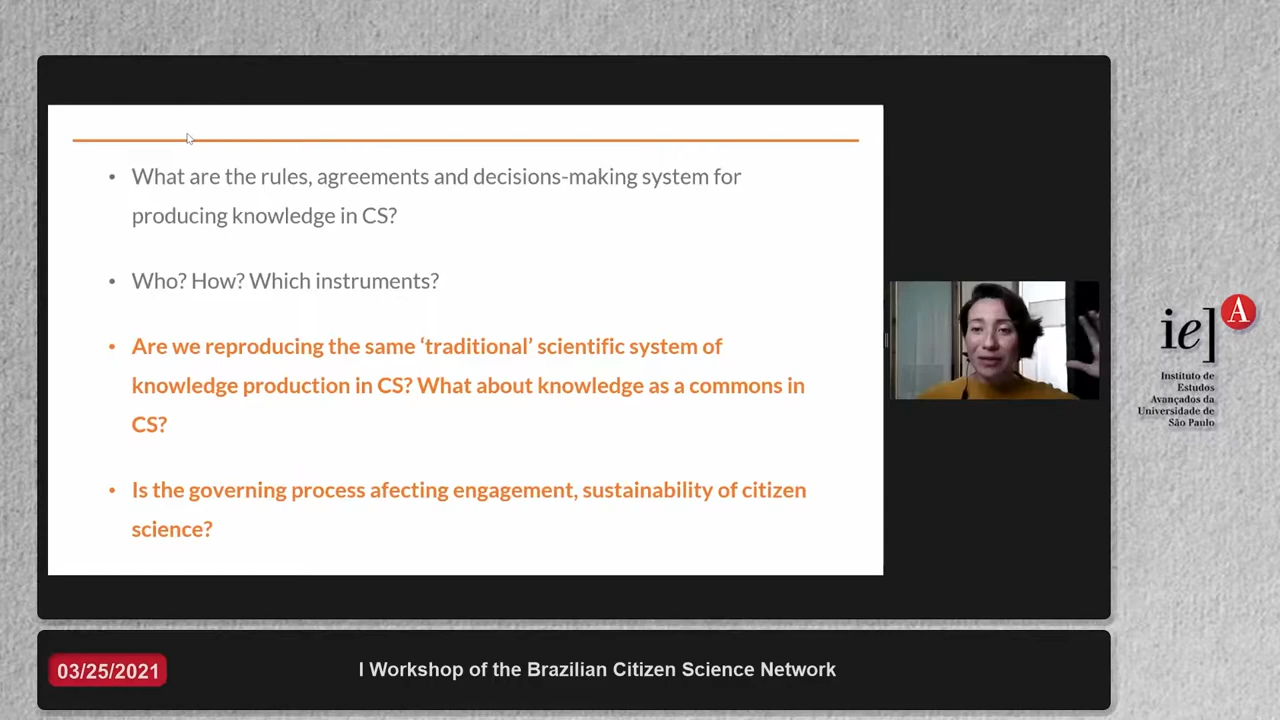 • What are the rules, agreements and decisions-making system for
producing knowledge in CS?
• Who? How? Which instruments?
• Are we reproducing the same ‘traditional’ scientific system of
knowledge production in CS? What about knowledge as a commons in
CS?
• Is the governing process afecting engagement, sustainability of citizen
science?
ie] A
Instituto de
Estudos
Avançados da
Universidade de
São Paulo
03/25/2021
I Workshop of the Brazilian Citizen Science Network